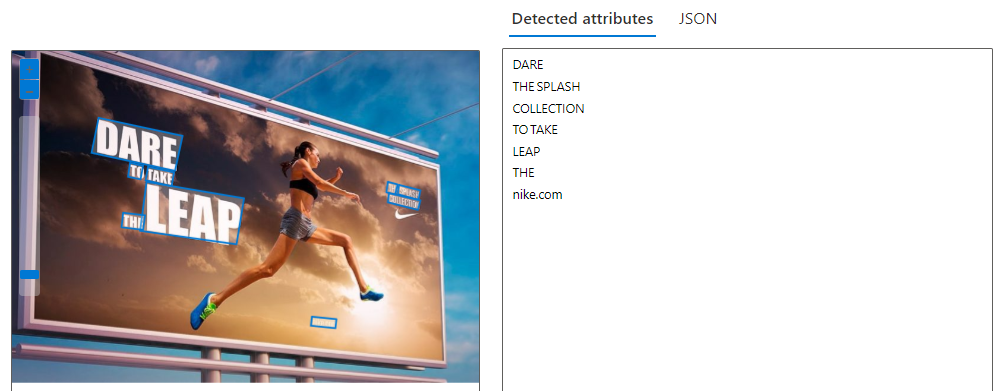 Detected attributes
JSON
DARE
TO TAKE
THE LEAP
THE SPLASH
COLLECTION
DARE
THE SPLASH
COLLECTION
TO TAKE
LEAP
THE
nike.com